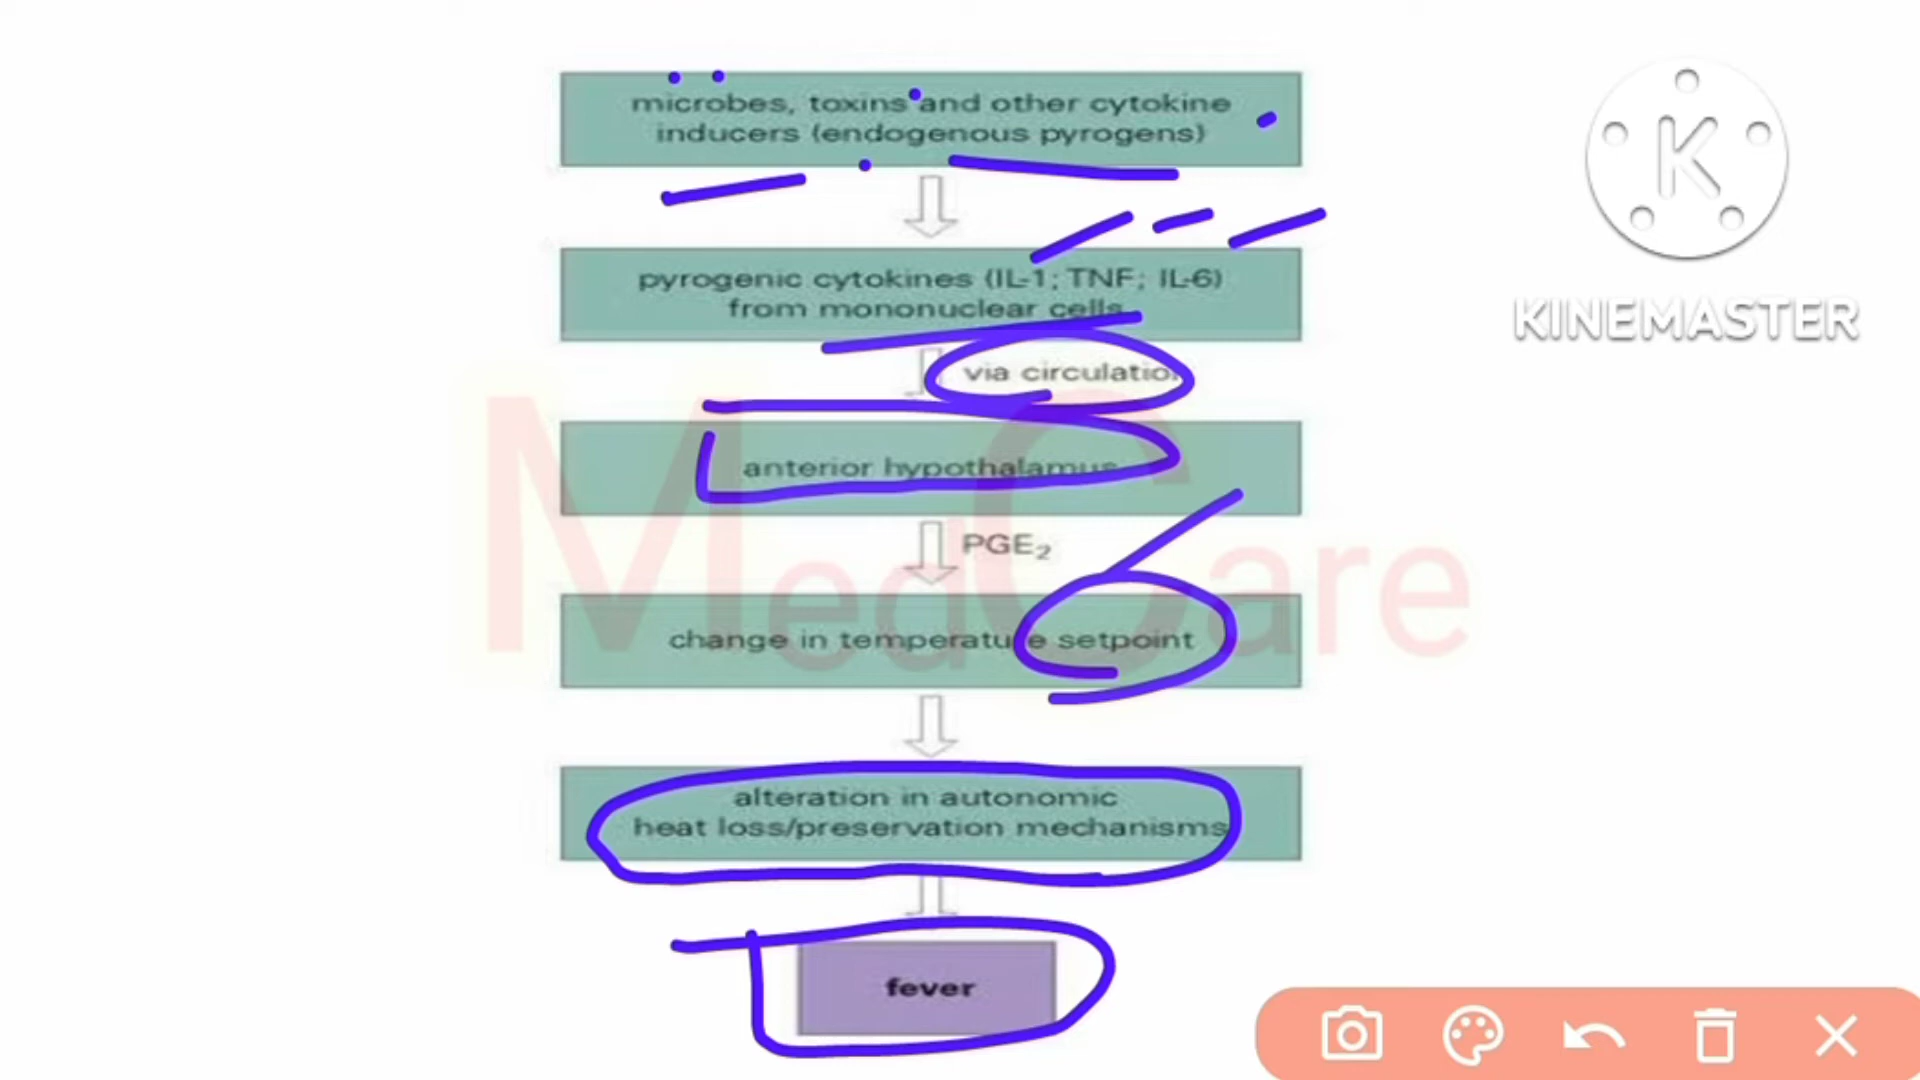 microbes, toxins and other cytokine
inducers (endogenous pyrogens)
pyrogenic cytokines (IL-1; TNF; IL-6)
from mononuclear cells
via circulation
anterior hypothalamus
PGE₂
change in temperature setpoint
alteration in autonomic
heat loss/preservation mechanisms
fever
MedCare
K
KINEMASTER